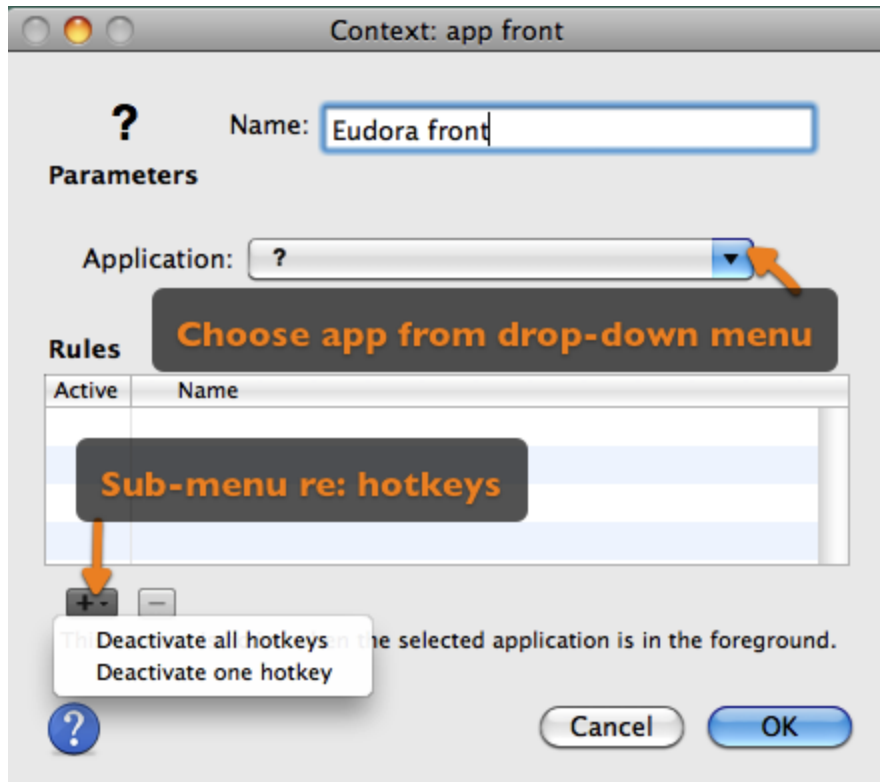 Context: app front
?
Name: Eudora front
Parameters
Application: ?
Choose app from drop-down menu
Rules
Active Name
Sub-menu re: hotkeys
+ −
Deactivate all hotkeys
the selected application is in the foreground.
Deactivate one hotkey
?
Cancel OK